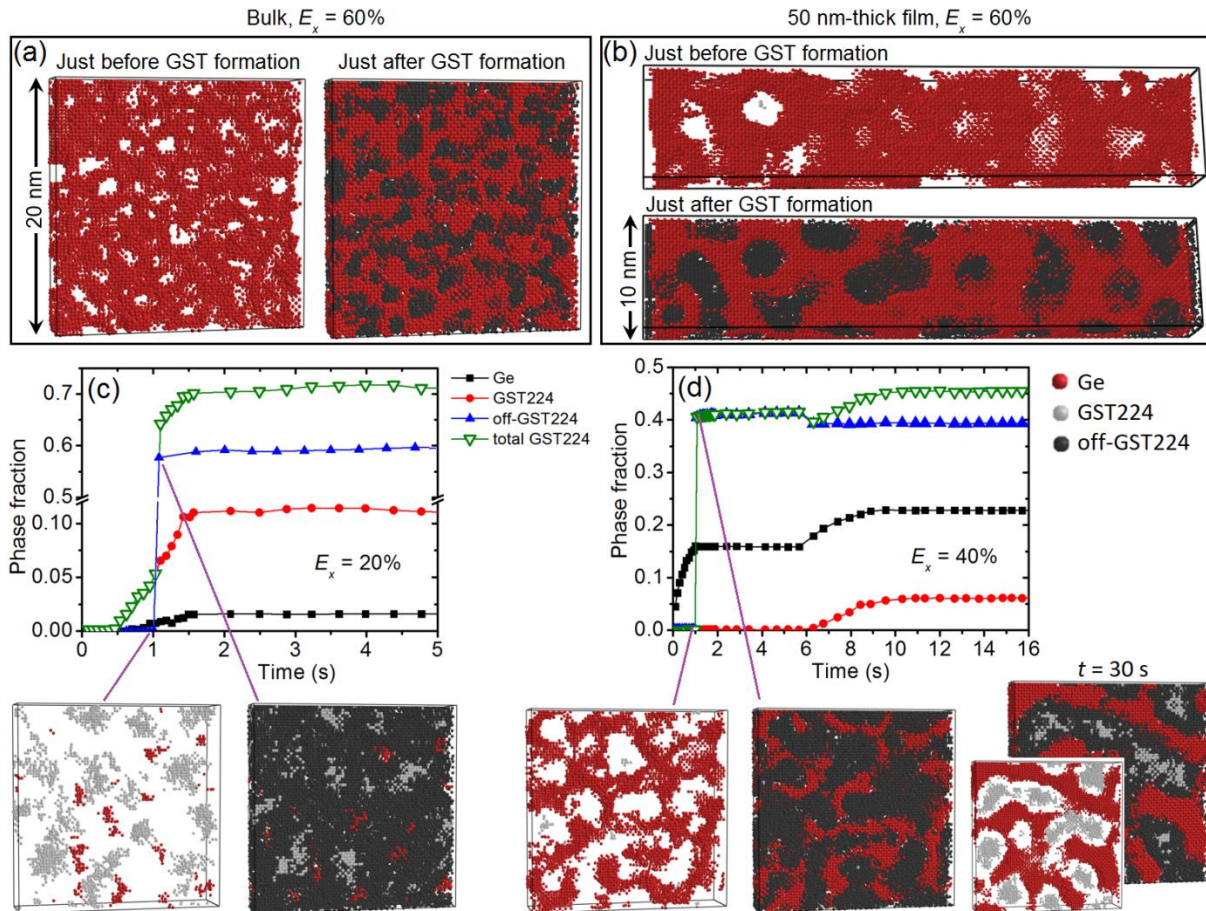 Bulk, Ex = 60%
50 nm-thick film, Ex = 60%
(a)
Just before GST formation
Just after GST formation
20 nm
(b)
Just before GST formation
Just after GST formation
10 nm
(c)
Ge
GST224
off-GST224
total GST224
Phase fraction
0.7
0.6
0.5
0.10
0.05
0.00
Ex = 20%
0 1 2 3 4 5
Time (s)
(d)
Phase fraction
0.5
0.4
0.3
0.2
0.1
0.0
Ex = 40%
0 2 4 6 8 10 12 14 16
Time (s)
Ge
GST224
off-GST224
t = 30 s